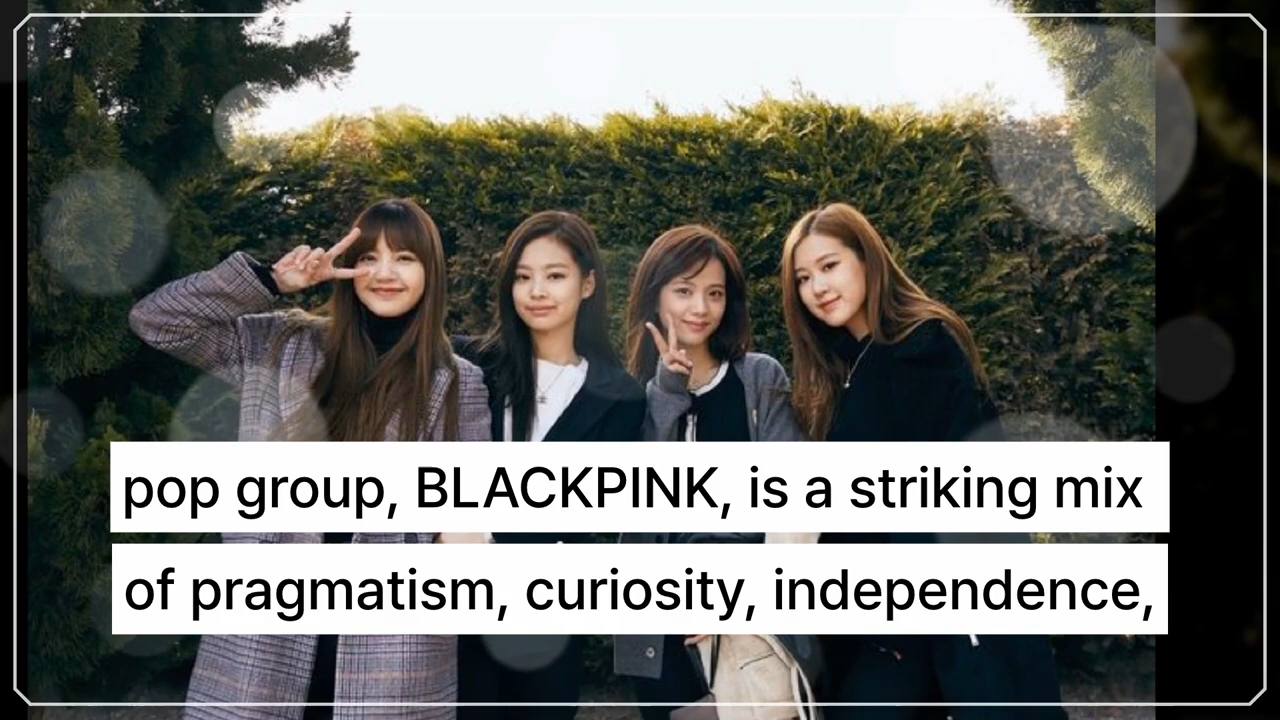 pop group, BLACKPINK, is a striking mix
of pragmatism, curiosity, independence,